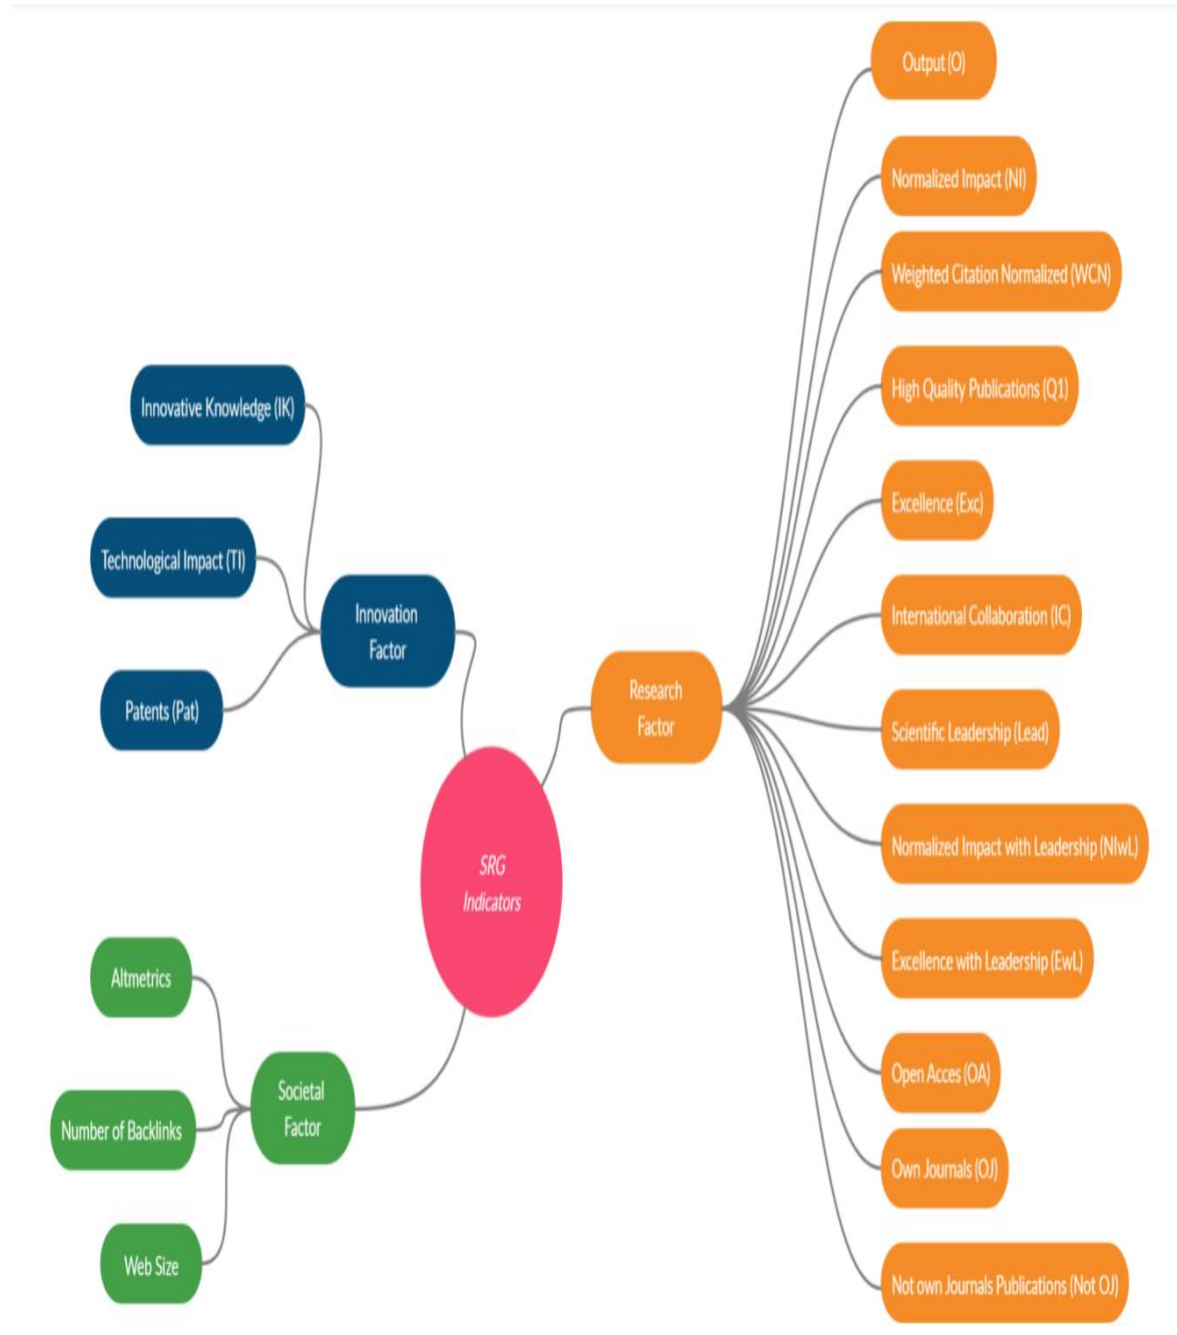 Output (O)
Normalized Impact (NI)
Weighted Citation Normalized (WCN)
High Quality Publications (Q1)
Innovative Knowledge (IK)
Excellence (Exc)
Technological Impact (TI)
Innovation
Factor
International Collaboration (IC)
Research
Factor
Patents (Pat)
Scientific Leadership (Lead)
Normalized Impact with Leadership (NIwL)
SRG
Indicators
Excellence with Leadership (EwL)
Altmetrics
Open Acces (OA)
Societal
Factor
Number of Backlinks
Own Journals (OJ)
Web Size
Not own Journals Publications (Not OJ)